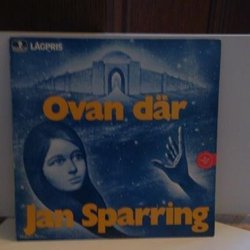 LÅGPRIS
Ovan där
Jan Sparring